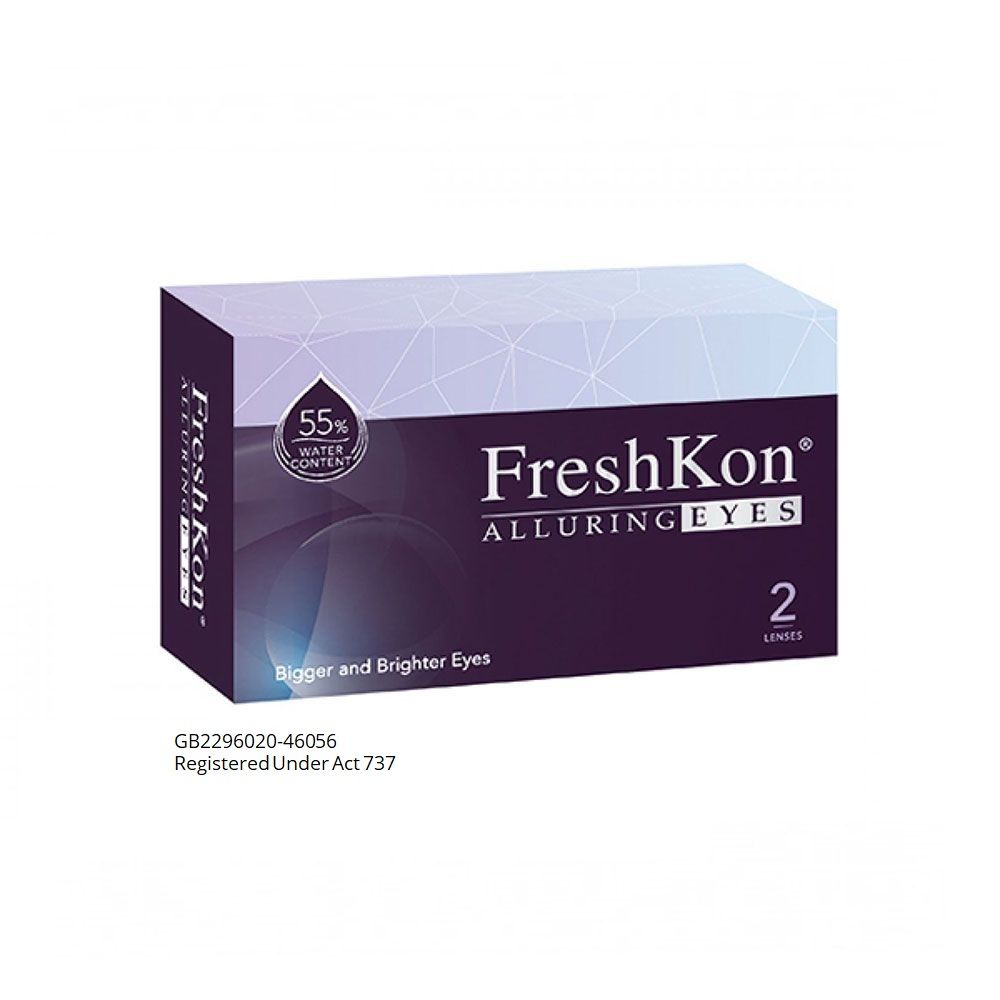 FreshKon®
ALLURING EYES
55%
WATER
CONTENT
FreshKon®
ALLURING EYES
2
LENSES
Bigger and Brighter Eyes
GB2296020-46056
Registered Under Act 737